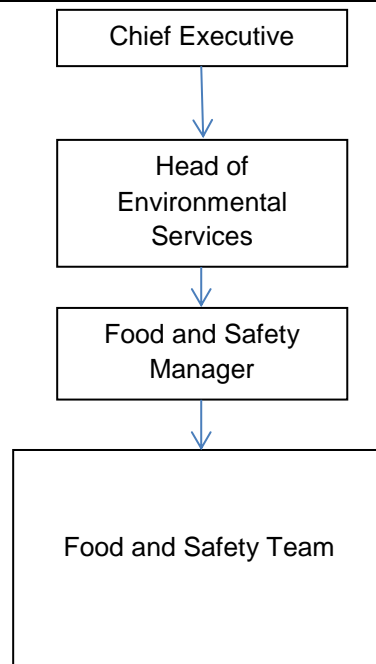 Chief Executive
Head of
Environmental
Services
Food and Safety
Manager
Food and Safety Team